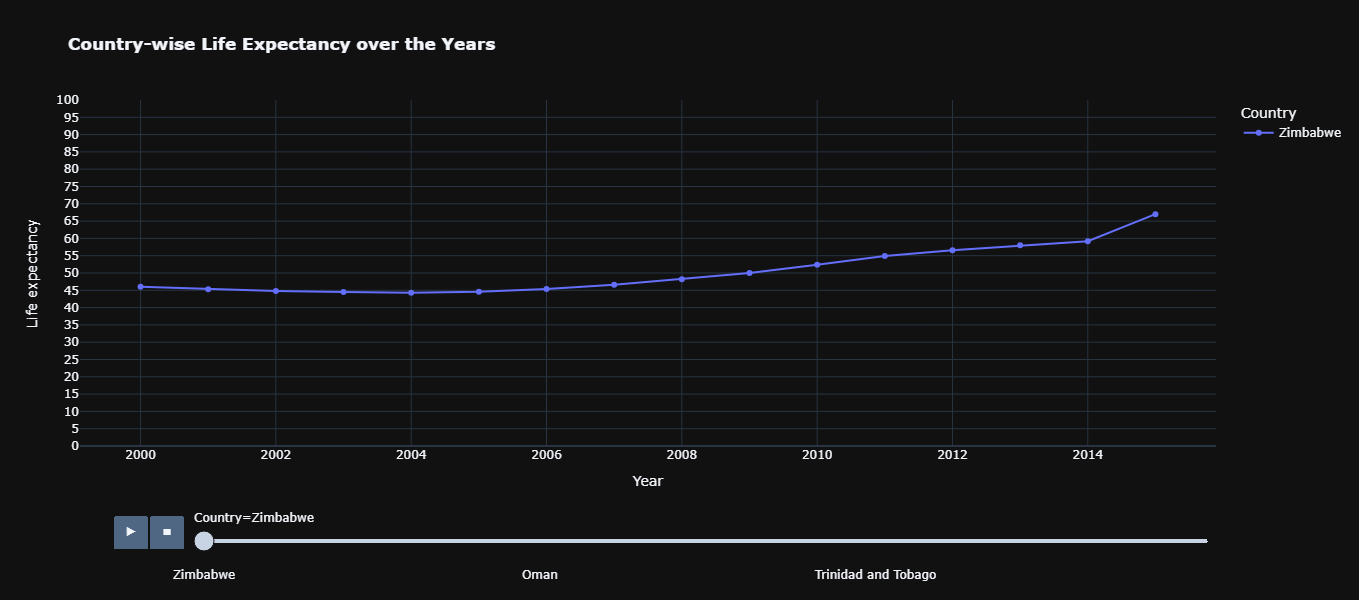 Country-wise Life Expectancy over the Years
100
95
90
85
80
75
70
65
60
55
50
45
40
35
30
25
20
15
10
5
0
Life expectancy
2000 2002 2004 2006 2008 2010 2012 2014
Year
Country
Zimbabwe
Country=Zimbabwe
Zimbabwe Oman Trinidad and Tobago